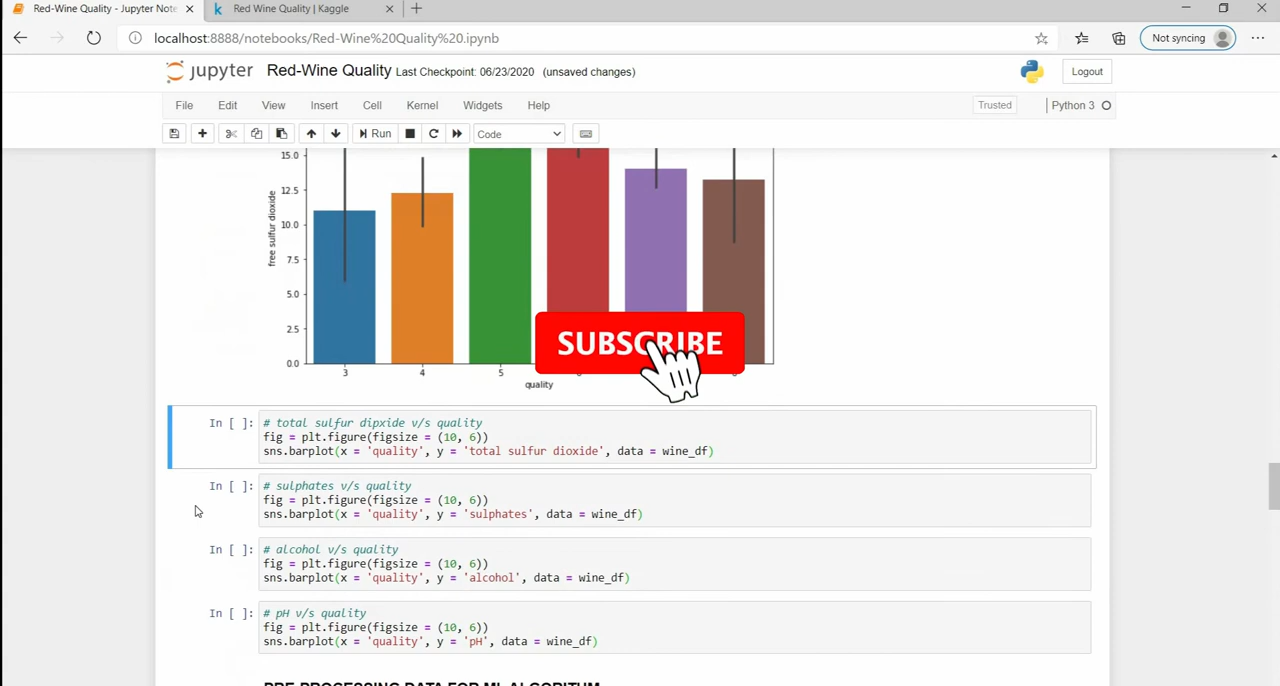 Red-Wine Quality - Jupyter Note
Red Wine Quality | Kaggle
localhost:8888/notebooks/Red-Wine%20Quality%20.ipynb
Not syncing
jupyter Red-Wine Quality Last Checkpoint: 06/23/2020 (unsaved changes)
Logout
File Edit View Insert Cell Kernel Widgets Help
Trusted Python 3
Run
Code
15.0
12.5
10.0
7.5
5.0
2.5
0.0
free sulfur dioxide
3 4 5
quality
SUBSCRIBE
In [ ]: # total sulfur dipxide v/s quality
fig = plt.figure(figsize = (10, 6))
sns.barplot(x = 'quality', y = 'total sulfur dioxide', data = wine_df)
In [ ]: # sulphates v/s quality
fig = plt.figure(figsize = (10, 6))
sns.barplot(x = 'quality', y = 'sulphates', data = wine_df)
In [ ]: # alcohol v/s quality
fig = plt.figure(figsize = (10, 6))
sns.barplot(x = 'quality', y = 'alcohol', data = wine_df)
In [ ]: # pH v/s quality
fig = plt.figure(figsize = (10, 6))
sns.barplot(x = 'quality', y = 'pH', data = wine_df)
PRE-PROCESSING DATA FOR ML ALGORITUM